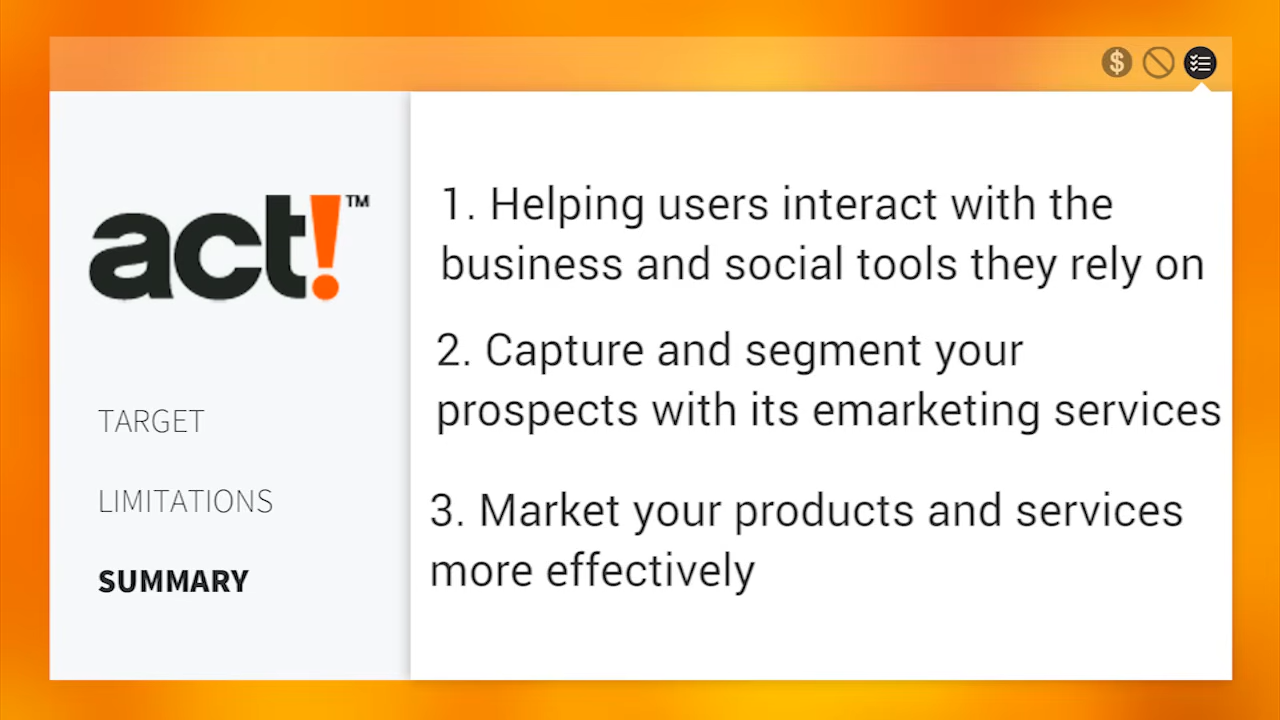 act!™
TARGET
LIMITATIONS
SUMMARY
$
1. Helping users interact with the
business and social tools they rely on
2. Capture and segment your
prospects with its emarketing services
3. Market your products and services
more effectively